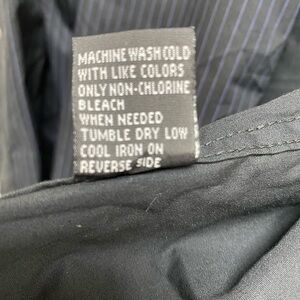 MACHINE WASH COLD
WITH LIKE COLORS
ONLY NON-CHLORINE
BLEACH
WHEN NEEDED
TUMBLE DRY LOW
COOL IRON ON
REVERSE SIDE